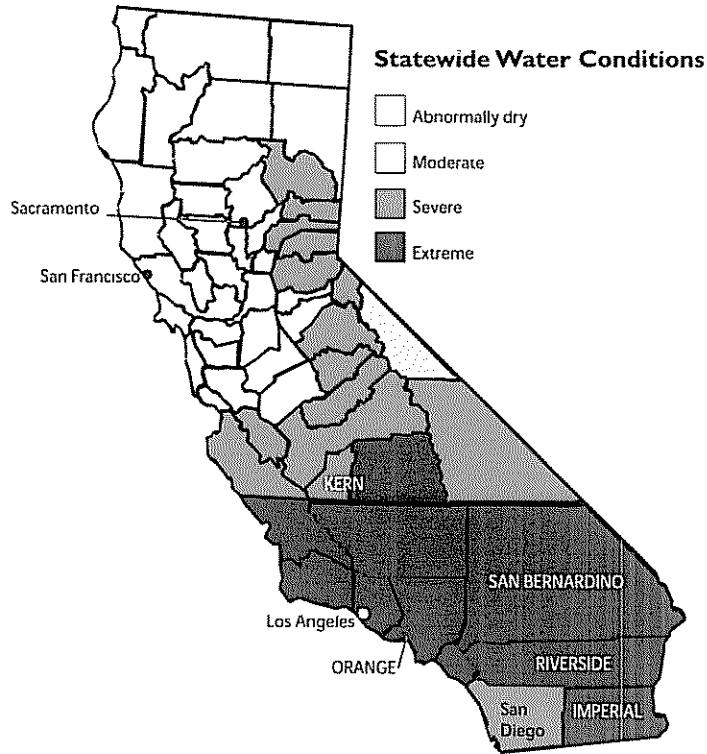 Statewide Water Conditions
Abnormally dry
Moderate
Severe
Extreme
Sacramento
San Francisco
KERN
SAN BERNARDINO
Los Angeles
ORANGE
RIVERSIDE
San
Diego
IMPERIAL